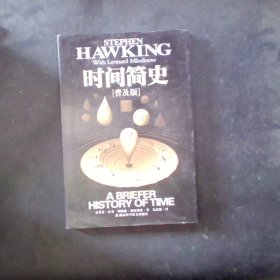 STEPHEN
HAWKING
With Leonard Mlodinow
时间简史
[普及版]
A BRIEFER
HISTORY OF TIME